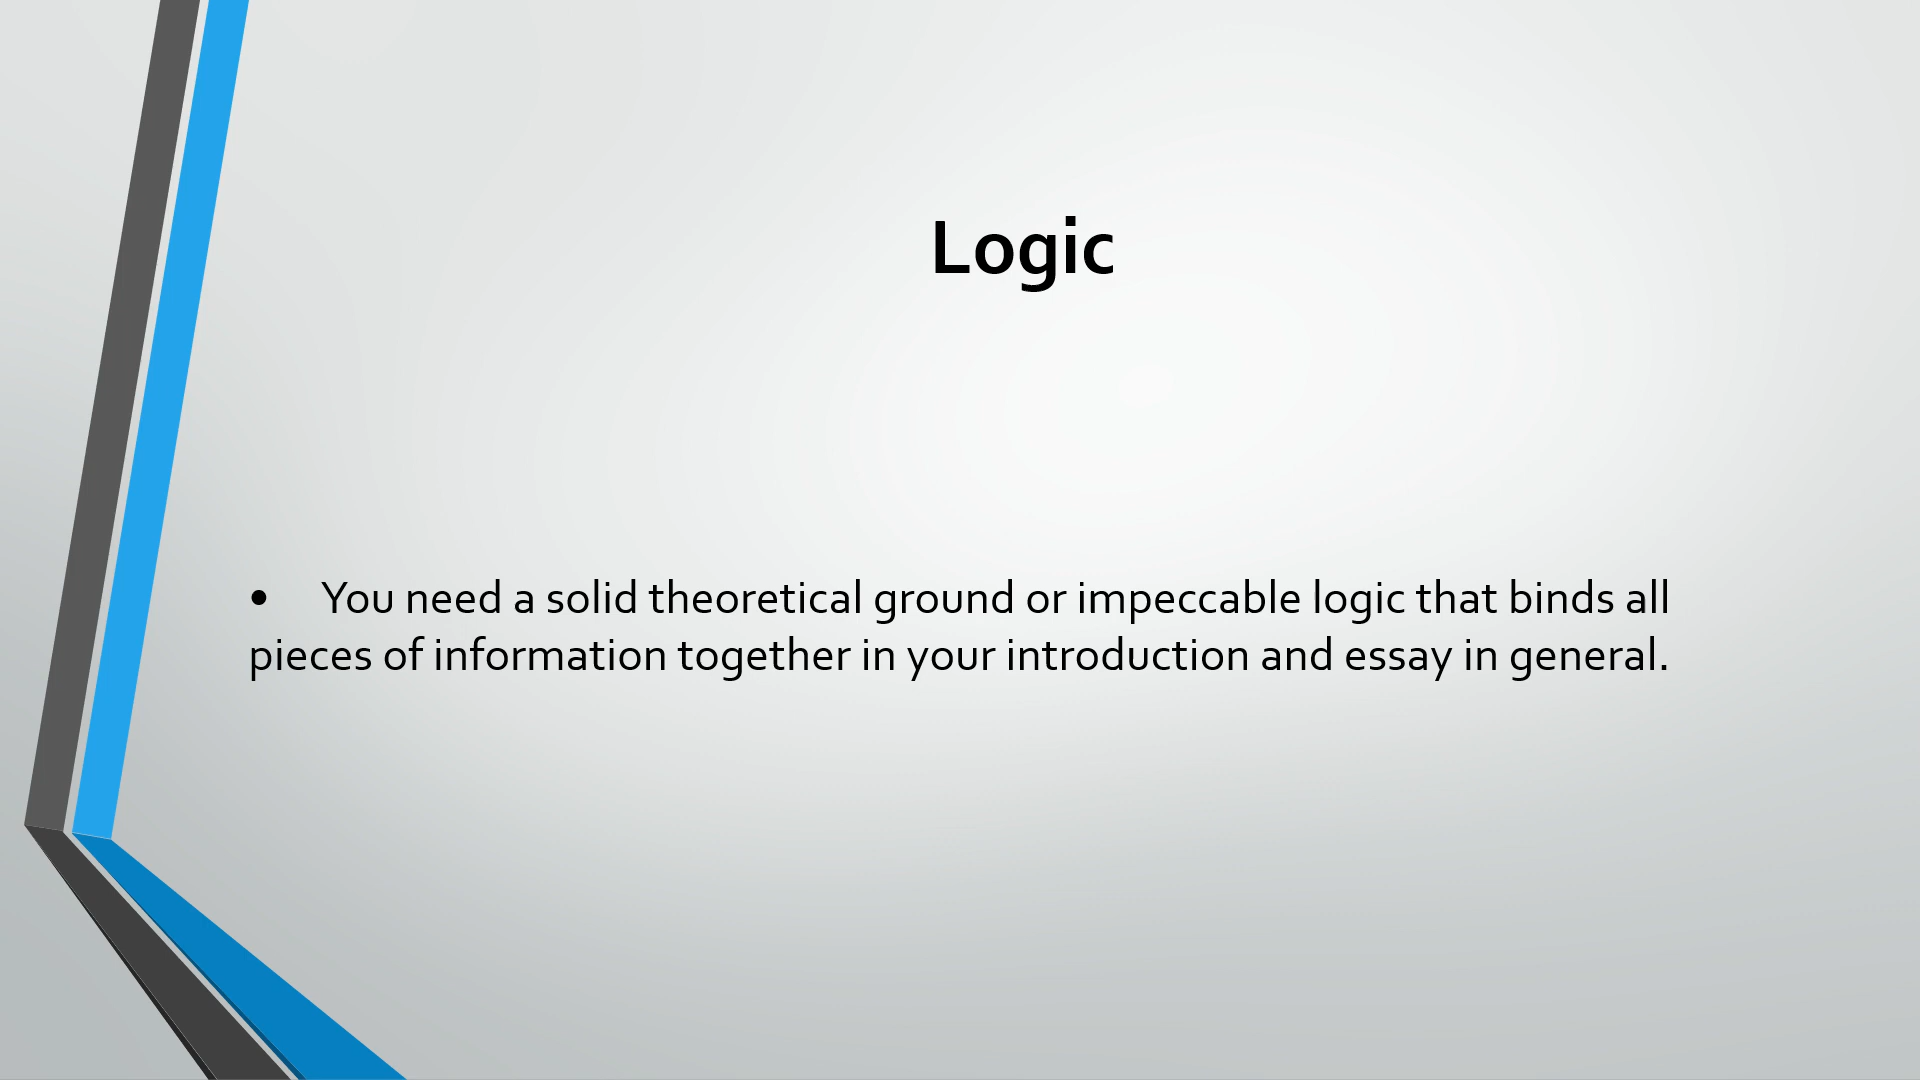 Logic
• You need a solid theoretical ground or impeccable logic that binds all
pieces of information together in your introduction and essay in general.